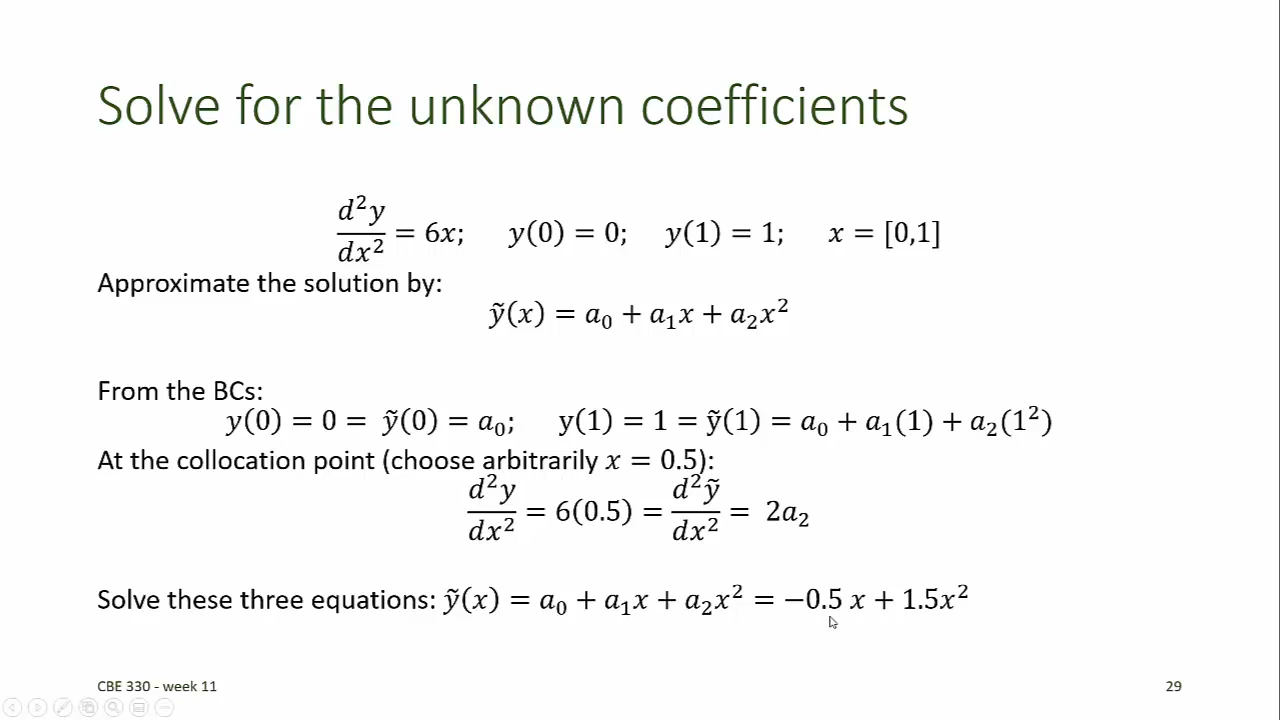 Solve for the unknown coefficients
d²y/dx² = 6x; y(0) = 0; y(1) = 1; x = [0,1]
Approximate the solution by:
ỹ(x) = a₀ + a₁x + a₂x²
From the BCs:
y(0) = 0 = ỹ(0) = a₀; y(1) = 1 = ỹ(1) = a₀ + a₁(1) + a₂(1²)
At the collocation point (choose arbitrarily x = 0.5):
d²y/dx² = 6(0.5) = d²ỹ/dx² = 2a₂
Solve these three equations: ỹ(x) = a₀ + a₁x + a₂x² = −0.5 x + 1.5x²
CBE 330 - week 11
29